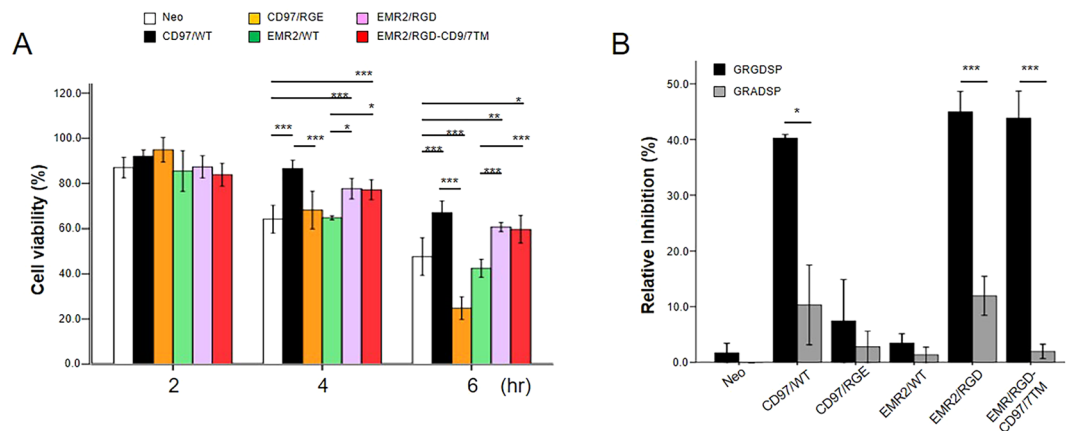 Neo
CD97/RGE
EMR2/RGD
CD97/WT
EMR2/WT
EMR2/RGD-CD9/7TM
A
Cell viability (%)
120.0
100.0
80.0
60.0
40.0
20.0
0.0
***
***
*
***
***
*
*
**
***
***
***
***
***
2
4
6
(hr)
B
GRGDSP
GRADSP
Relative Inhibition (%)
50.0
40.0
30.0
20.0
10.0
0.0
*
***
***
Neo
CD97/WT
CD97/RGE
EMR2/WT
EMR2/RGD
EMR/RGD-
CD97/7TM